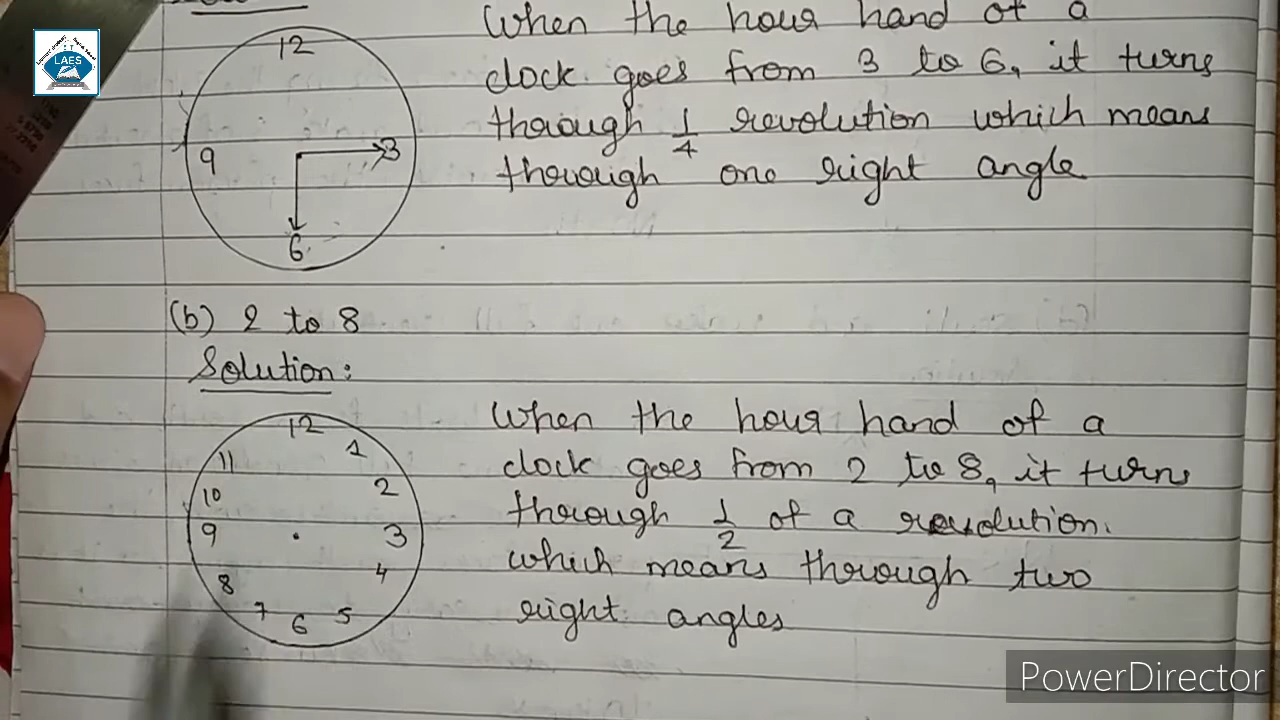 LAES
12
When the hour hand of a
clock goes from 3 to 6, it turns
through 1/4 revolution which means
9
3
through one right angle
6
(b) 2 to 8
Solution:
12
1
11
2
10
9
3
4
8
7
5
6
When the hour hand of a
clock goes from 2 to 8, it turns
through 1/2 of a revolution.
which means through two
right angles
PowerDirector